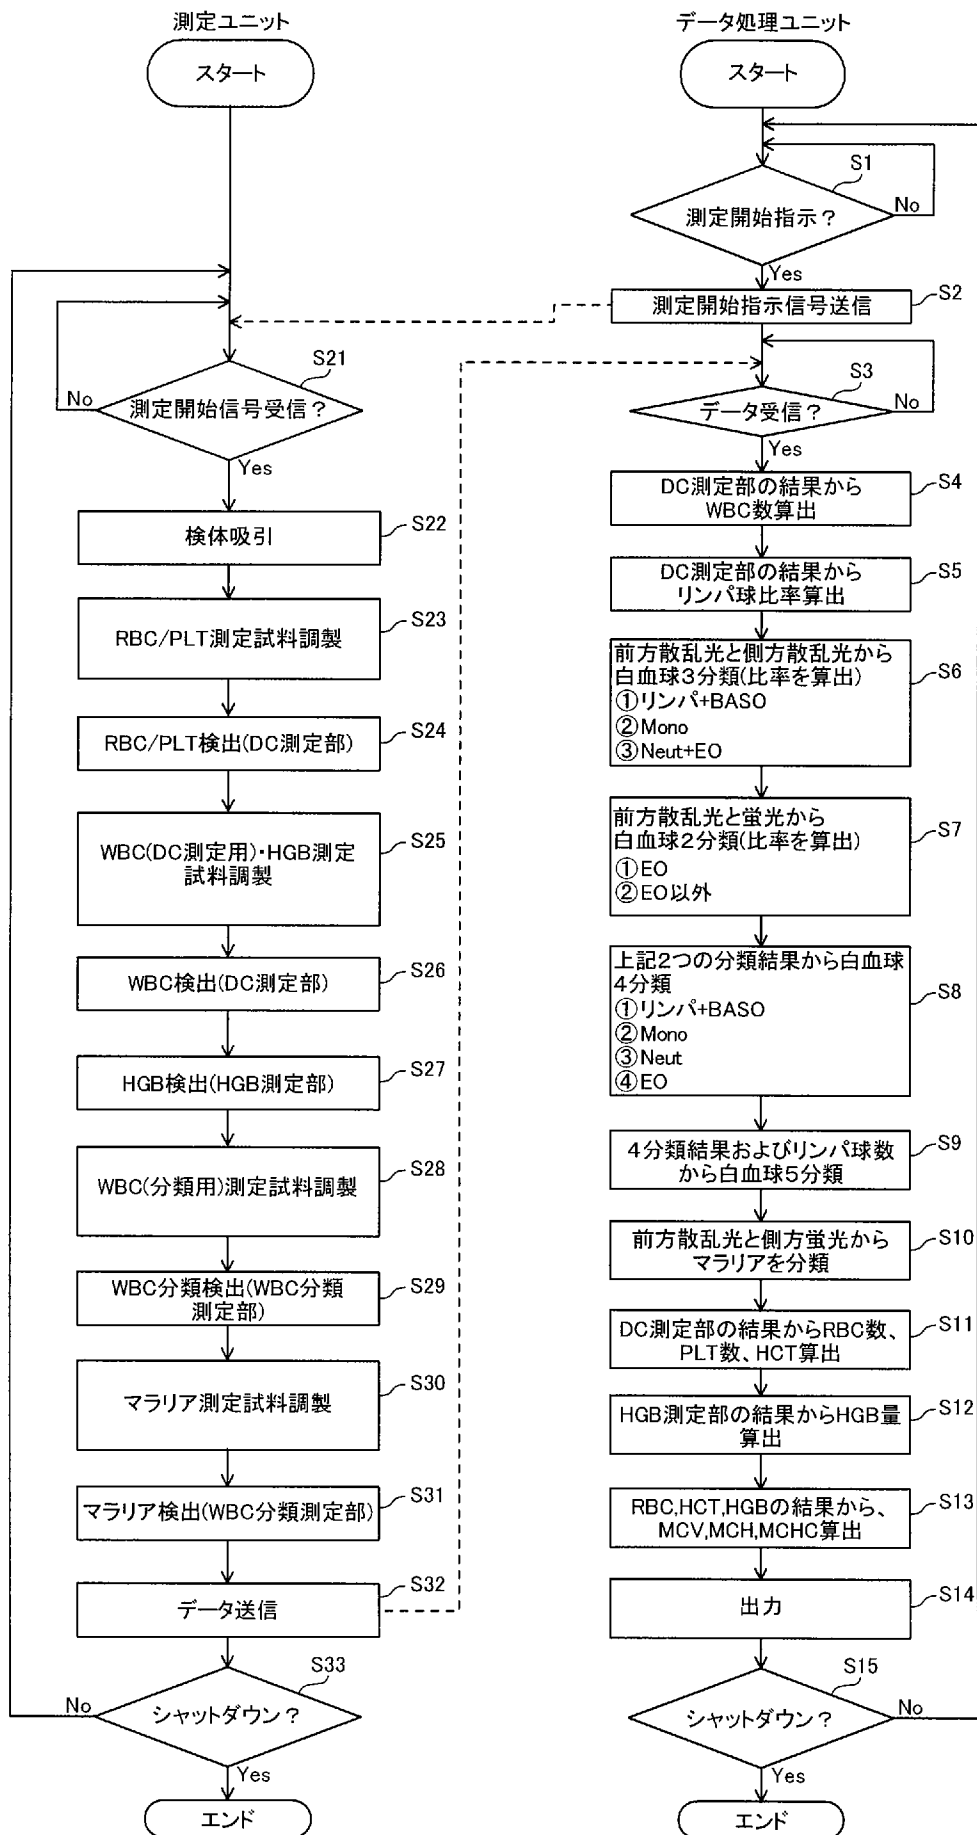 測定ユニット
スタート
S21
測定開始信号受信？
No
Yes
検体吸引
S22
RBC/PLT測定試料調製
S23
RBC/PLT検出(DC測定部)
S24
WBC(DC測定用)・HGB測定
試料調製
S25
WBC検出(DC測定部)
S26
HGB検出(HGB測定部)
S27
WBC(分類用)測定試料調製
S28
WBC分類検出(WBC分類
測定部)
S29
マラリア測定試料調製
S30
マラリア検出(WBC分類測定部)
S31
データ送信
S32
S33
シャットダウン？
No
Yes
エンド
データ処理ユニット
スタート
S1
測定開始指示？
No
Yes
測定開始指示信号送信
S2
S3
データ受信？
No
Yes
DC測定部の結果から
WBC数算出
S4
DC測定部の結果から
リンパ球比率算出
S5
前方散乱光と側方散乱光から
白血球3分類(比率を算出)
①リンパ+BASO
②Mono
③Neut+EO
S6
前方散乱光と蛍光から
白血球2分類(比率を算出)
①EO
②EO以外
S7
上記2つの分類結果から白血球
4分類
①リンパ+BASO
②Mono
③Neut
④EO
S8
4分類結果およびリンパ球数
から白血球5分類
S9
前方散乱光と側方蛍光から
マラリアを分類
S10
DC測定部の結果からRBC数、
PLT数、HCT算出
S11
HGB測定部の結果からHGB量
算出
S12
RBC,HCT,HGBの結果から、
MCV,MCH,MCHC算出
S13
出力
S14
S15
シャットダウン？
No
Yes
エンド